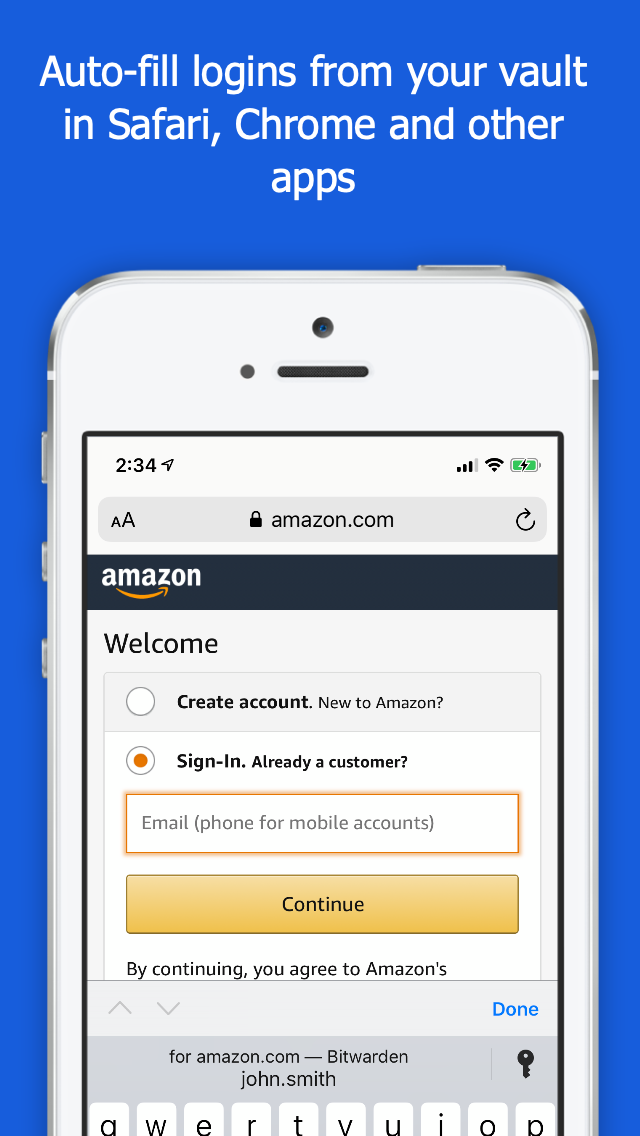 Auto-fill logins from your vault
in Safari, Chrome and other
apps
2:34
AA amazon.com
amazon
Welcome
Create account. New to Amazon?
Sign-In. Already a customer?
Email (phone for mobile accounts)
Continue
By continuing, you agree to Amazon's
Done
for amazon.com — Bitwarden
john.smith
q w e r t y u i o p